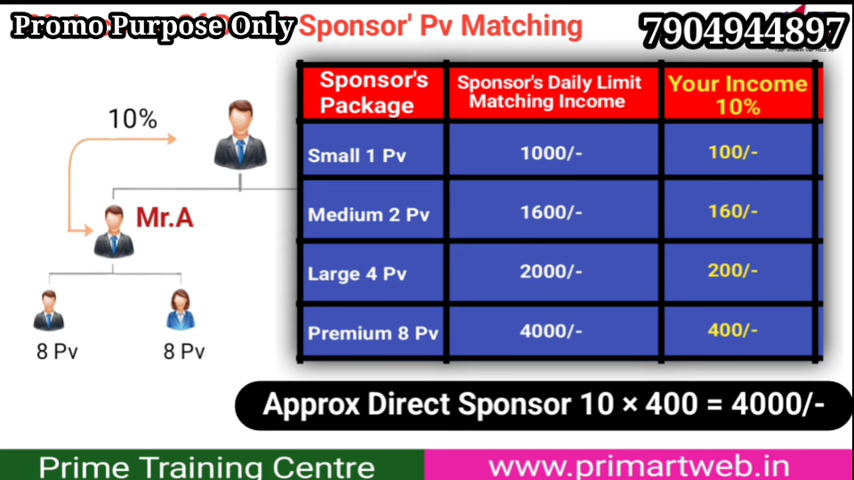 Promo Purpose Only
Sponsor' Pv Matching
7904944897
10%
Mr.A
8 Pv
8 Pv
Sponsor's Package
Sponsor's Daily Limit Matching Income
Your Income 10%
Small 1 Pv
1000/-
100/-
Medium 2 Pv
1600/-
160/-
Large 4 Pv
2000/-
200/-
Premium 8 Pv
4000/-
400/-
Approx Direct Sponsor 10 × 400 = 4000/-
Prime Training Centre
www.primartweb.in